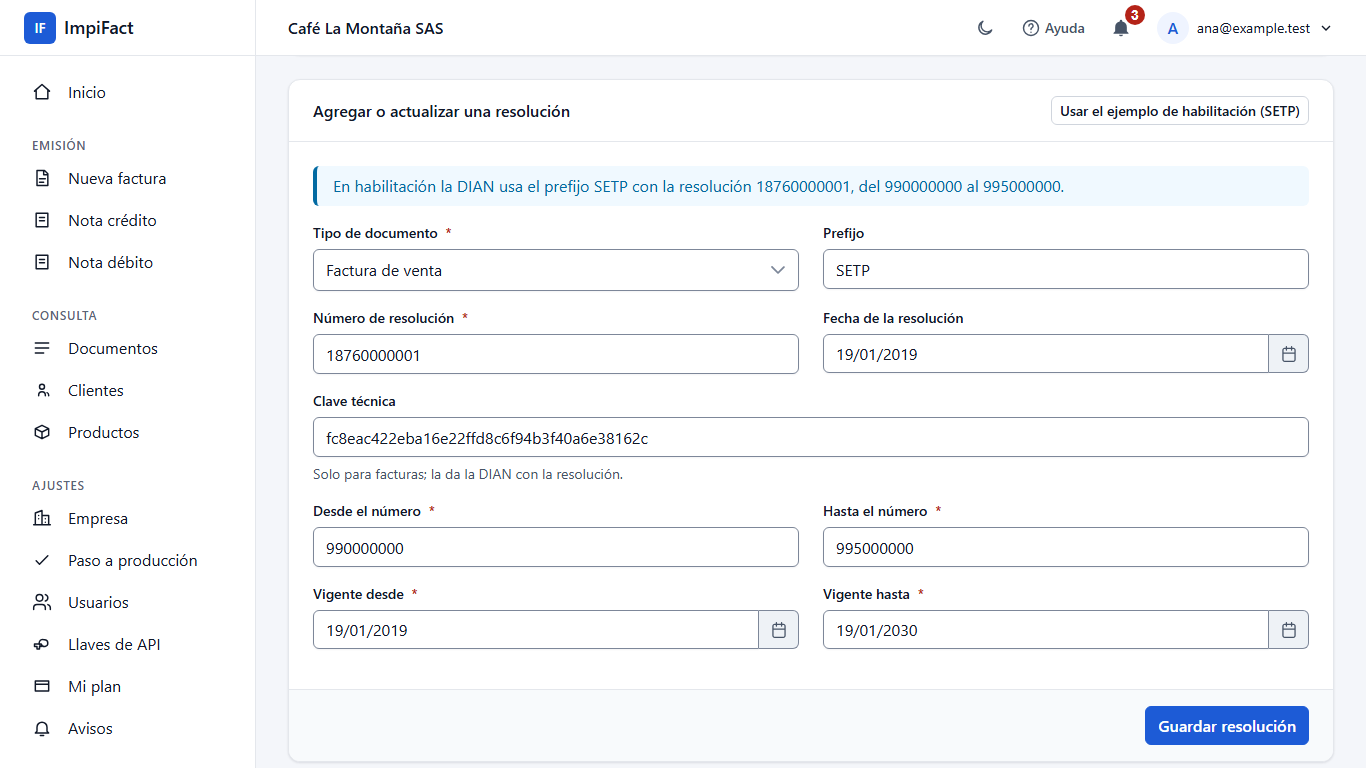 IF ImpiFact
Café La Montaña SAS
Ayuda
3
A
ana@example.test
Inicio
EMISIÓN
Nueva factura
Nota crédito
Nota débito
CONSULTA
Documentos
Clientes
Productos
AJUSTES
Empresa
Paso a producción
Usuarios
Llaves de API
Mi plan
Avisos
Agregar o actualizar una resolución
Usar el ejemplo de habilitación (SETP)
En habilitación la DIAN usa el prefijo SETP con la resolución 18760000001, del 990000000 al 995000000.
Tipo de documento *
Factura de venta
Prefijo
SETP
Número de resolución *
18760000001
Fecha de la resolución
19/01/2019
Clave técnica
fc8eac422eba16e22ffd8c6f94b3f40a6e38162c
Solo para facturas; la da la DIAN con la resolución.
Desde el número *
990000000
Hasta el número *
995000000
Vigente desde *
19/01/2019
Vigente hasta *
19/01/2030
Guardar resolución